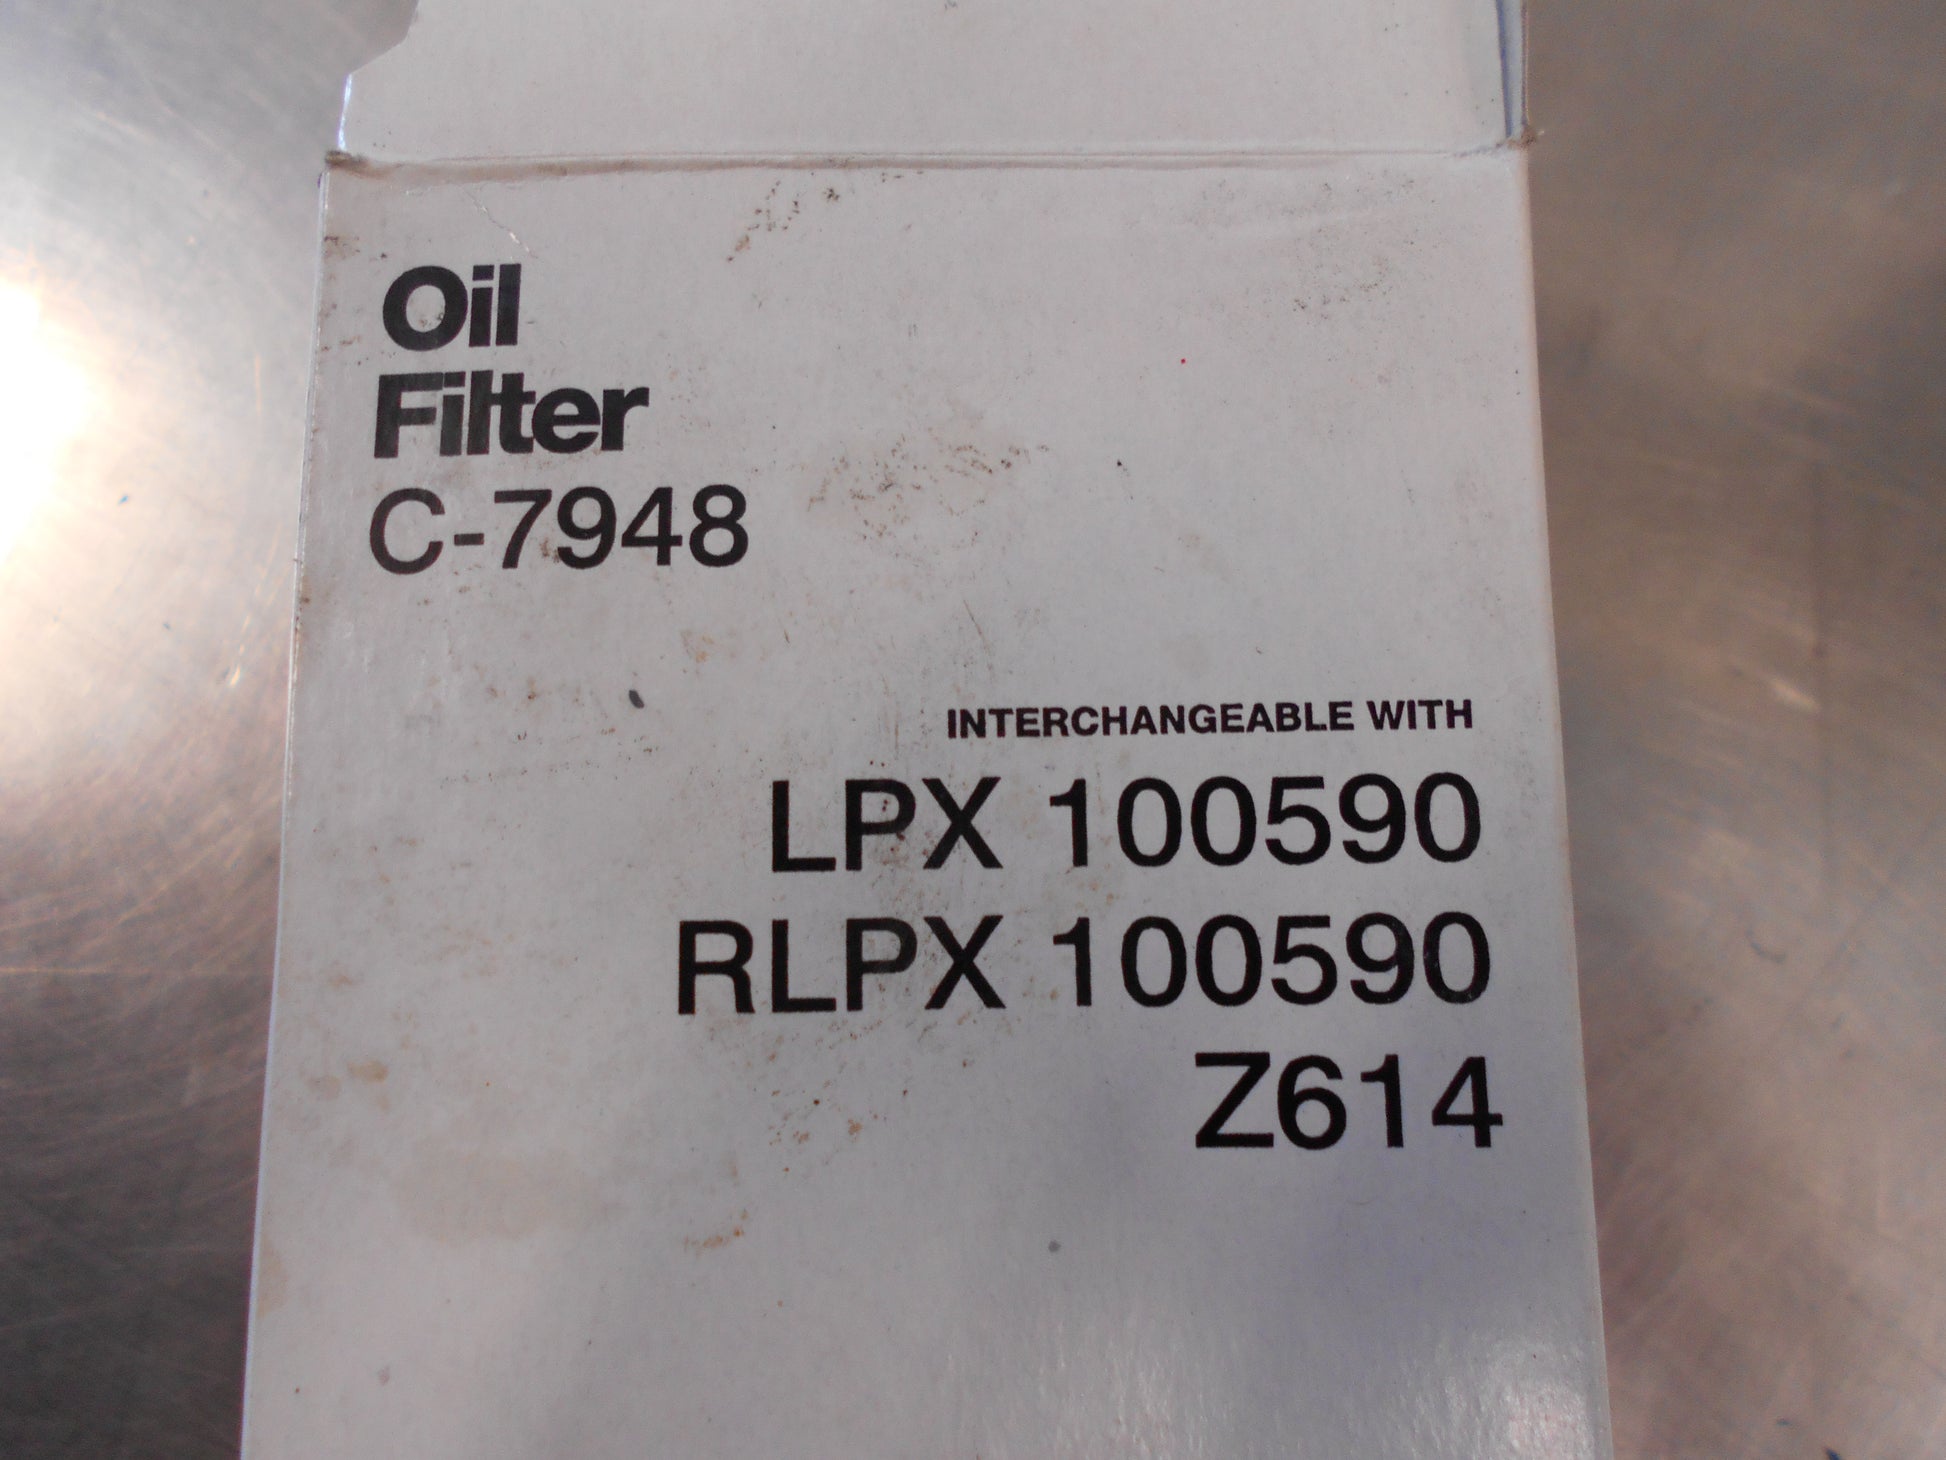 Oil
Filter
C-7948
INTERCHANGEABLE WITH
LPX 100590
RLPX 100590
Z614